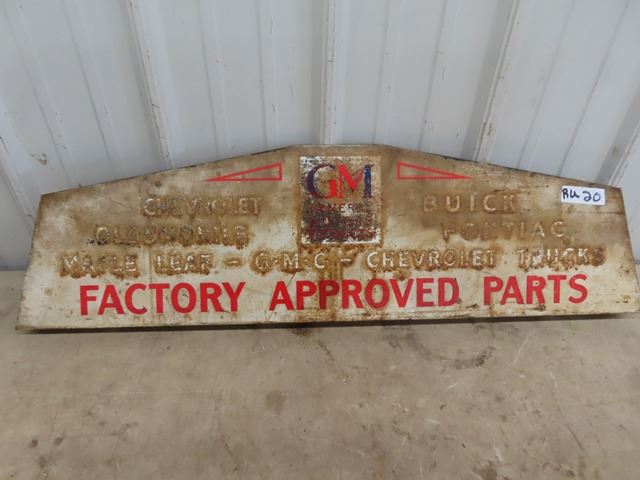 GM
CHEVROLET BUICK
OLDSMOBILE PONTIAC
MAPLE LEAF - G·M·C - CHEVROLET TRUCKS
FACTORY APPROVED PARTS
RU 20